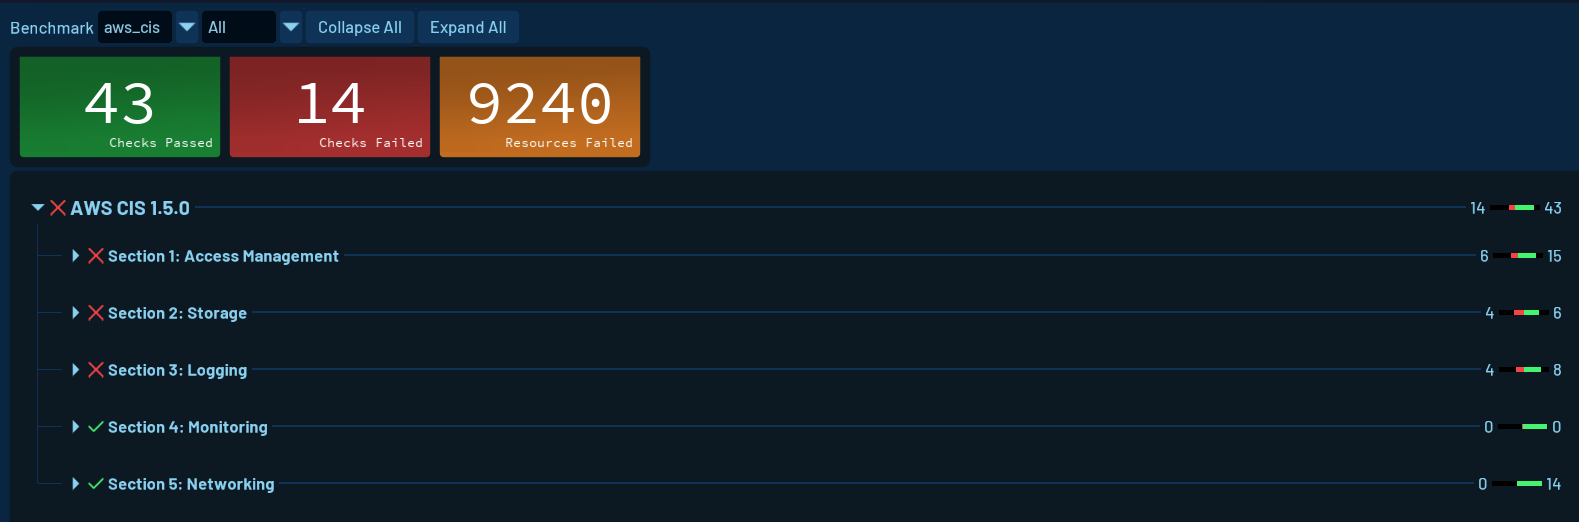 Benchmark aws_cis All Collapse All Expand All
43 14 9240
Checks Passed Checks Failed Resources Failed
AWS CIS 1.5.0 14 43
Section 1: Access Management 6 15
Section 2: Storage 4 6
Section 3: Logging 4 8
Section 4: Monitoring 0 0
Section 5: Networking 0 14